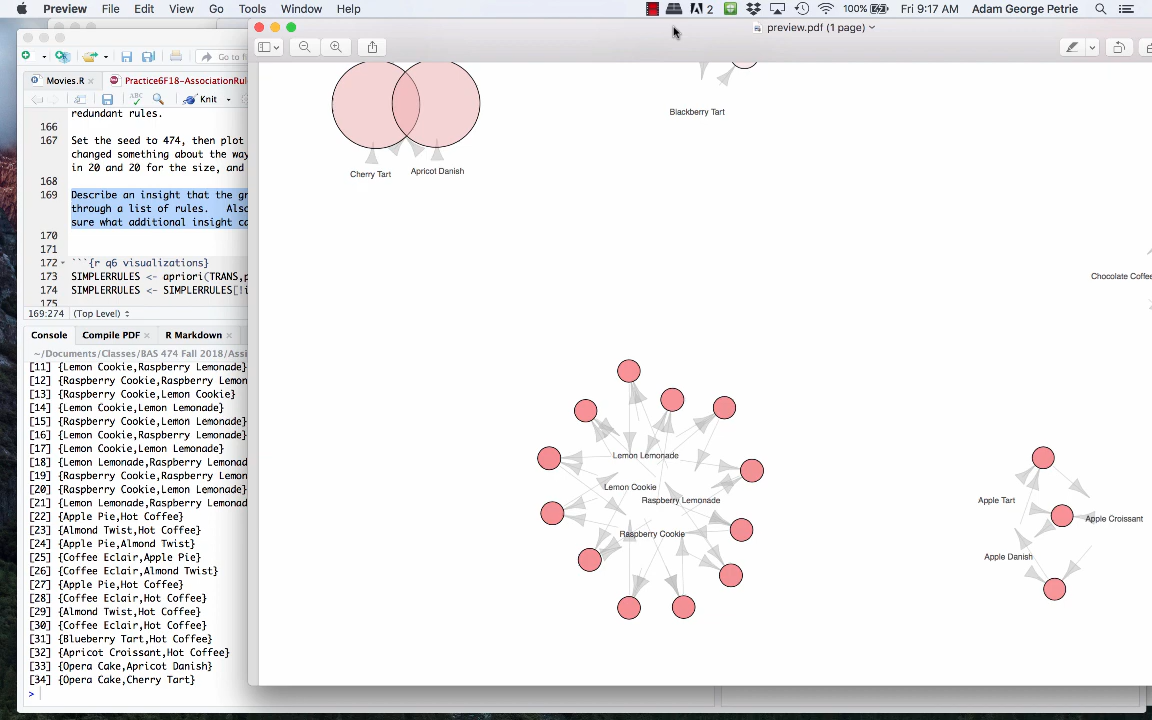 Preview File Edit View Go Tools Window Help 2 100% Fri 9:17 AM Adam George Petrie
preview.pdf (1 page)
Go to fi
Movies.R Practice6F18-AssociationRul
ABC Knit
redundant rules.
166
167 Set the seed to 474, then plot
changed something about the way
in 20 and 20 for the size, and
168
169 Describe an insight that the gr
through a list of rules. Also
sure what additional insight ca
170
171
172 ```{r q6 visualizations}
173 SIMPLERRULES <- apriori(TRANS,p
174 SIMPLERRULES <- SIMPLERRULES[!i
175
169:274 (Top Level)
Console Compile PDF R Markdown
~/Documents/Classes/BAS 474 Fall 2018/Assi
[11] {Lemon Cookie,Raspberry Lemonade}
[12] {Raspberry Cookie,Raspberry Lemon
[13] {Raspberry Cookie,Lemon Cookie}
[14] {Lemon Cookie,Lemon Lemonade}
[15] {Raspberry Cookie,Lemon Lemonade}
[16] {Lemon Cookie,Raspberry Lemonade}
[17] {Lemon Cookie,Lemon Lemonade}
[18] {Lemon Lemonade,Raspberry Lemonad
[19] {Raspberry Cookie,Raspberry Lemon
[20] {Raspberry Cookie,Lemon Lemonade}
[21] {Lemon Lemonade,Raspberry Lemonad
[22] {Apple Pie,Hot Coffee}
[23] {Almond Twist,Hot Coffee}
[24] {Apple Pie,Almond Twist}
[25] {Coffee Eclair,Apple Pie}
[26] {Coffee Eclair,Almond Twist}
[27] {Apple Pie,Hot Coffee}
[28] {Coffee Eclair,Hot Coffee}
[29] {Almond Twist,Hot Coffee}
[30] {Coffee Eclair,Hot Coffee}
[31] {Blueberry Tart,Hot Coffee}
[32] {Apricot Croissant,Hot Coffee}
[33] {Opera Cake,Apricot Danish}
[34] {Opera Cake,Cherry Tart}
>
Blackberry Tart
Cherry Tart
Apricot Danish
Chocolate Coffee
Lemon Lemonade
Lemon Cookie
Raspberry Lemonade
Raspberry Cookie
Apple Tart
Apple Croissant
Apple Danish